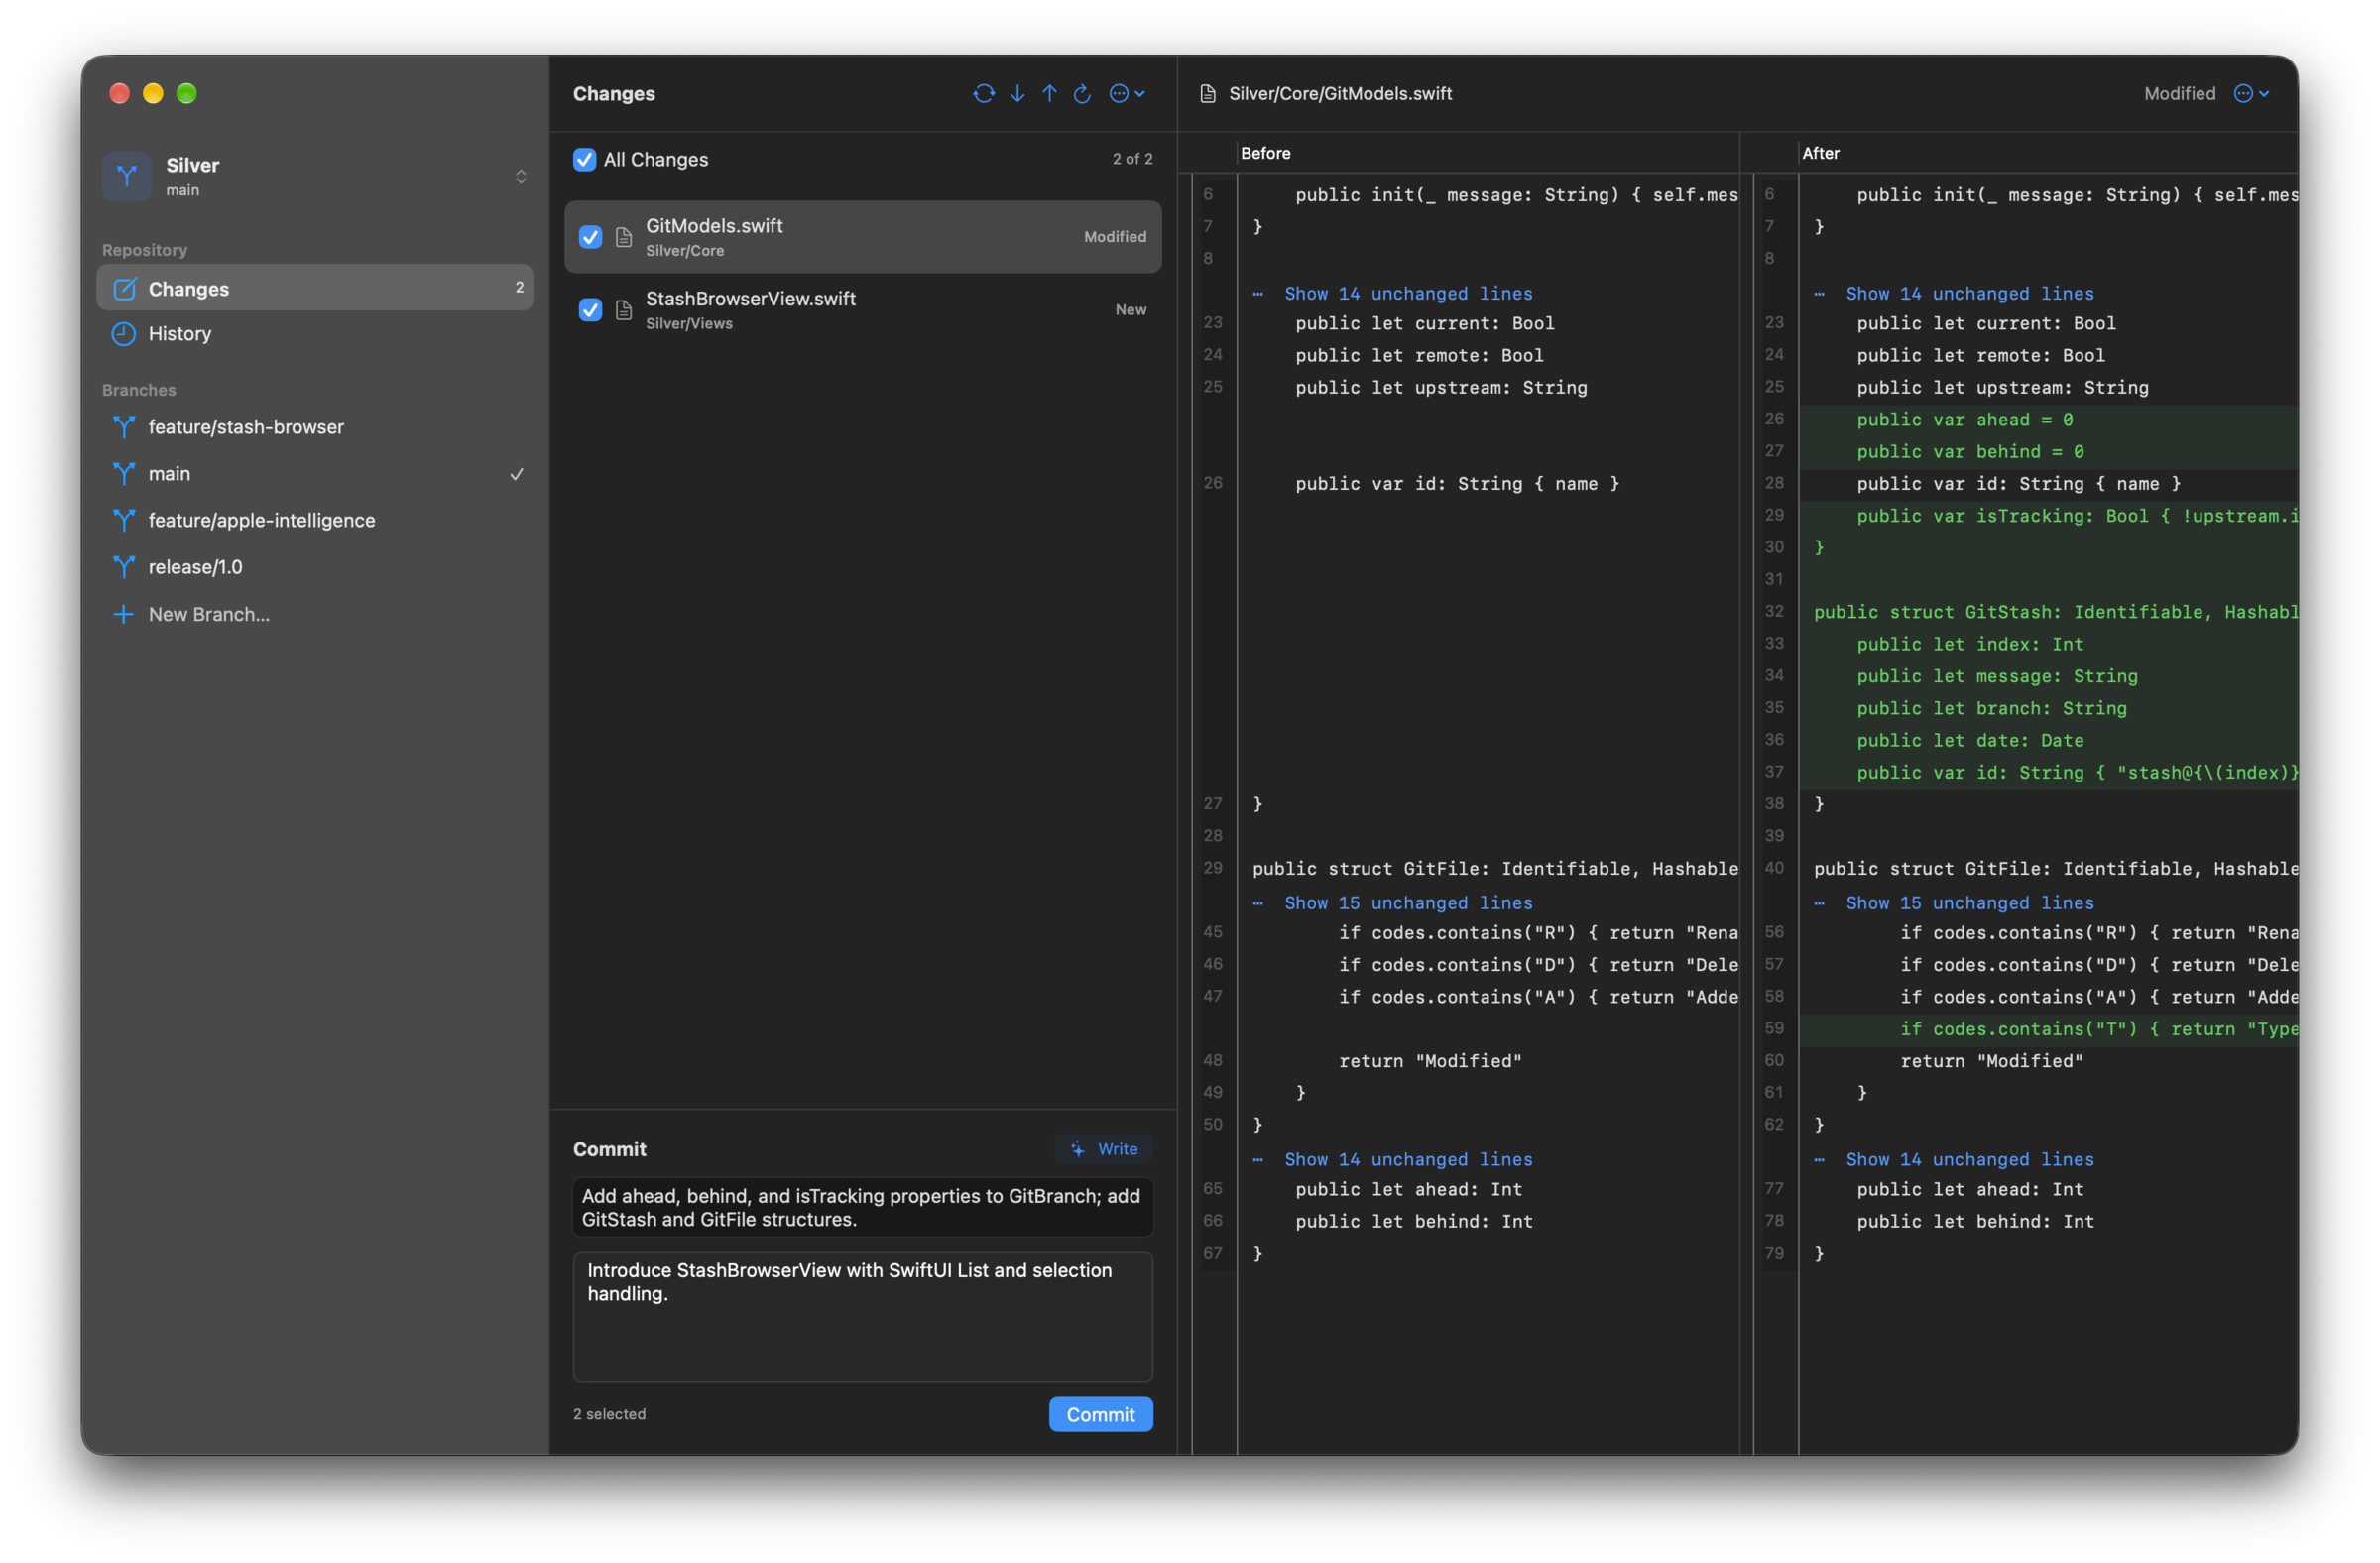 Silver
main
Repository
Changes 2
History
Branches
feature/stash-browser
main
feature/apple-intelligence
release/1.0
New Branch...
Changes
All Changes 2 of 2
GitModels.swift
Silver/Core
Modified
StashBrowserView.swift
Silver/Views
New
Commit
Write
Add ahead, behind, and isTracking properties to GitBranch; add
GitStash and GitFile structures.
Introduce StashBrowserView with SwiftUI List and selection
handling.
2 selected
Commit
Silver/Core/GitModels.swift
Modified
Before
6 public init(_ message: String) { self.mes
7 }
8
Show 14 unchanged lines
23 public let current: Bool
24 public let remote: Bool
25 public let upstream: String
26 public var id: String { name }
27 }
28
29 public struct GitFile: Identifiable, Hashable
Show 15 unchanged lines
45 if codes.contains("R") { return "Rena
46 if codes.contains("D") { return "Dele
47 if codes.contains("A") { return "Adde
48 return "Modified"
49 }
50 }
Show 14 unchanged lines
65 public let ahead: Int
66 public let behind: Int
67 }
After
6 public init(_ message: String) { self.mes
7 }
8
Show 14 unchanged lines
23 public let current: Bool
24 public let remote: Bool
25 public let upstream: String
26 public var ahead = 0
27 public var behind = 0
28 public var id: String { name }
29 public var isTracking: Bool { !upstream.i
30 }
31
32 public struct GitStash: Identifiable, Hashabl
33 public let index: Int
34 public let message: String
35 public let branch: String
36 public let date: Date
37 public var id: String { "stash@{\(index)}
38 }
39
40 public struct GitFile: Identifiable, Hashable
Show 15 unchanged lines
56 if codes.contains("R") { return "Rena
57 if codes.contains("D") { return "Dele
58 if codes.contains("A") { return "Adde
59 if codes.contains("T") { return "Type
60 return "Modified"
61 }
62 }
Show 14 unchanged lines
77 public let ahead: Int
78 public let behind: Int
79 }